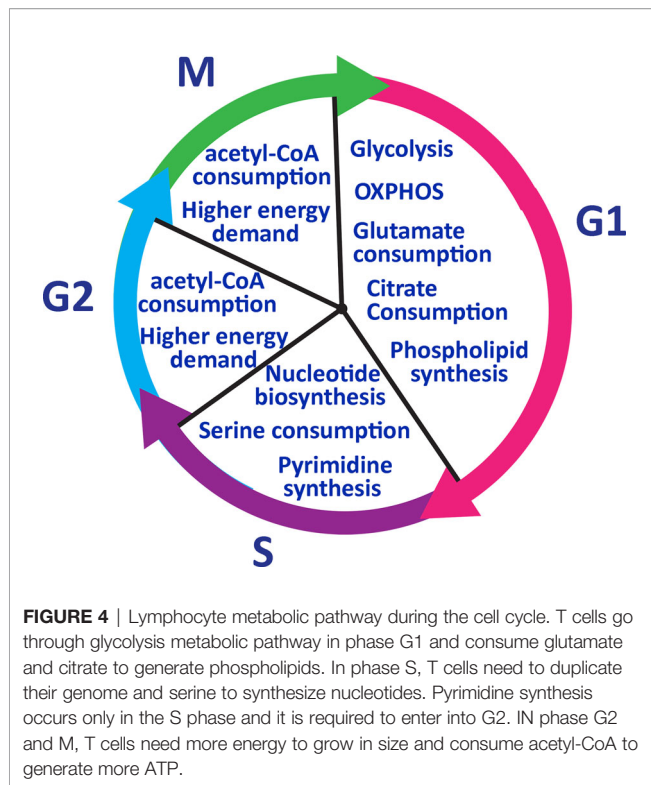 M
G1
G2
S
acetyl-CoA
consumption
Higher energy
demand
Glycolysis
OXPHOS
Glutamate
consumption
Citrate
Consumption
Phospholipid
synthesis
acetyl-CoA
consumption
Higher energy
demand
Nucleotide
biosynthesis
Serine consumption
Pyrimidine
synthesis
FIGURE 4 | Lymphocyte metabolic pathway during the cell cycle. T cells go
through glycolysis metabolic pathway in phase G1 and consume glutamate
and citrate to generate phospholipids. In phase S, T cells need to duplicate
their genome and serine to synthesize nucleotides. Pyrimidine synthesis
occurs only in the S phase and it is required to enter into G2. IN phase G2
and M, T cells need more energy to grow in size and consume acetyl-CoA to
generate more ATP.